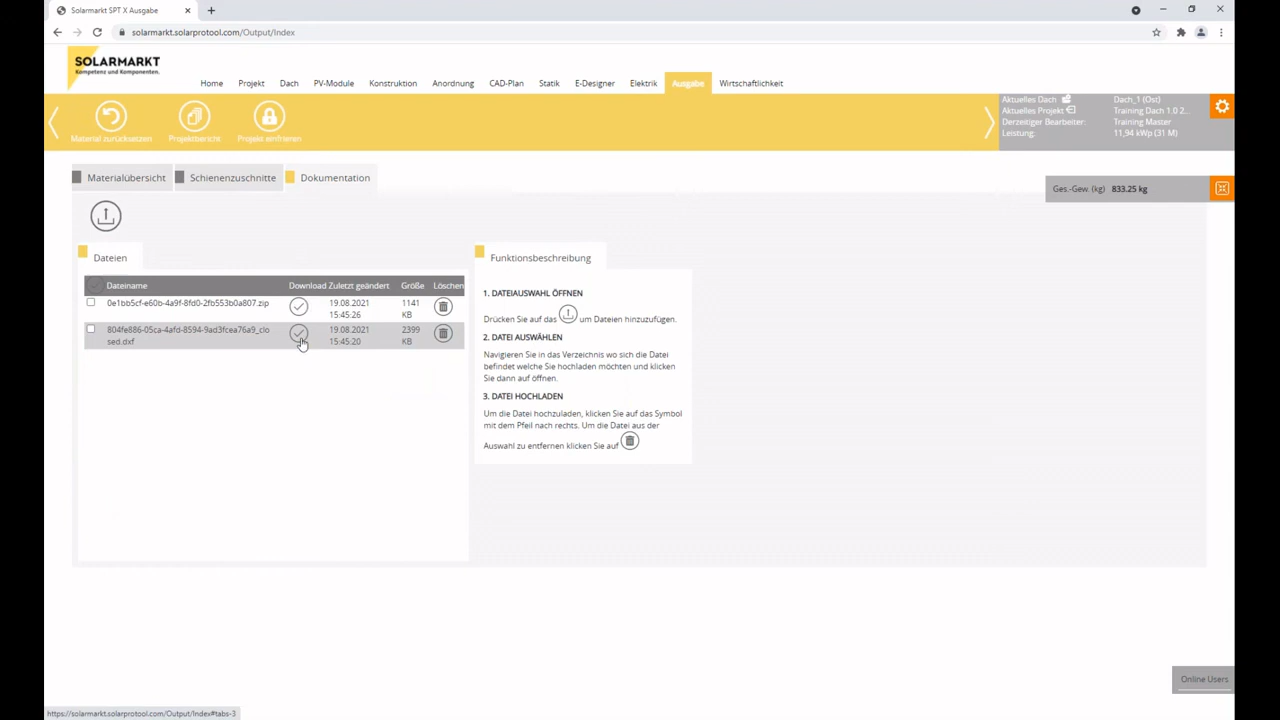 Solarmarkt SPT X Ausgabe
solarmarkt.solarprotool.com/Output/Index
SOLARMARKT
Kompetenz und Komponenten.
Home Projekt Dach PV-Module Konstruktion Anordnung CAD-Plan Statik E-Designer Elektrik Ausgabe Wirtschaftlichkeit
Material zurücksetzen Projektbericht Projekt einfrieren
Aktuelles Dach Dach_1 (Ost)
Aktuelles Projekt Training Dach 1.0 2...
Derzeitiger Bearbeiter: Training Master
Leistung: 11,94 kWp (31 M)
Materialübersicht Schienenzuschnitte Dokumentation
Ges.-Gew. (kg) 833.25 kg
Dateien
Dateiname Download Zuletzt geändert Größe Löschen
0e1bb5cf-e60b-4a9f-8fd0-2fb553b0a807.zip 19.08.2021 1141
15:45:26 KB
804fe886-05ca-4afd-8594-9ad3fcea76a9_clo 19.08.2021 2399
sed.dxf 15:45:20 KB
Funktionsbeschreibung
1. DATEIAUSWAHL ÖFFNEN
Drücken Sie auf das um Dateien hinzuzufügen.
2. DATEI AUSWÄHLEN
Navigieren Sie in das Verzeichnis wo sich die Datei
befindet welche Sie hochladen möchten und klicken
Sie dann auf öffnen.
3. DATEI HOCHLADEN
Um die Datei hochzuladen, klicken Sie auf das Symbol
mit dem Pfeil nach rechts. Um die Datei aus der
Auswahl zu entfernen klicken Sie auf
Online Users
https://solarmarkt.solarprotool.com/Output/Index#tabs-3